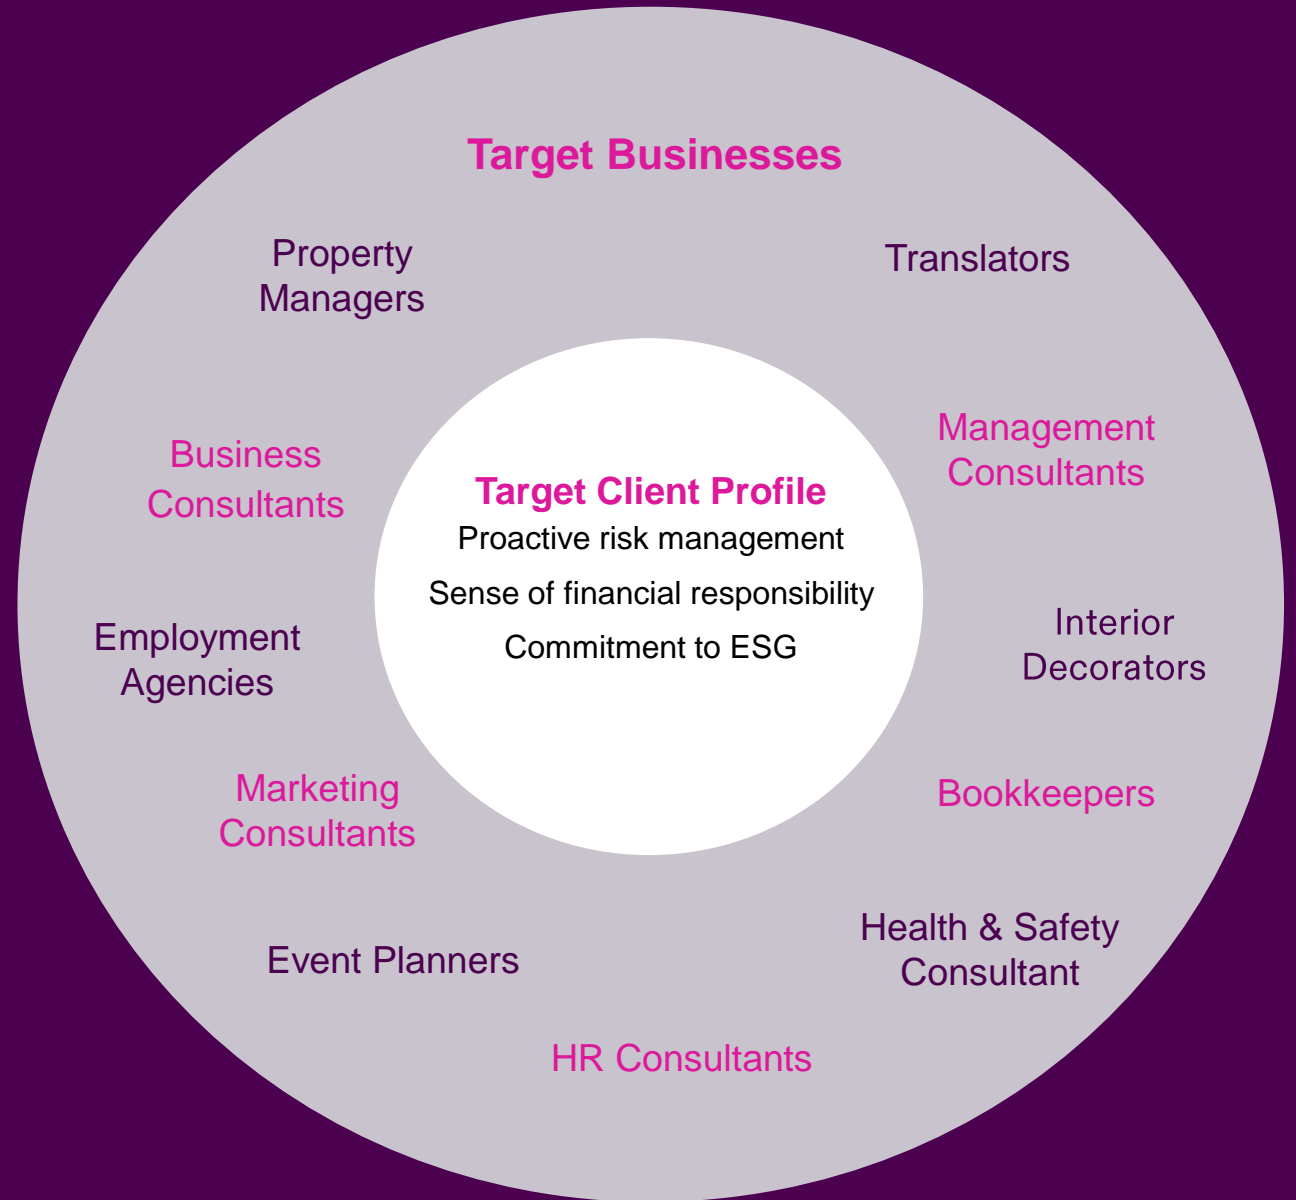 Target Businesses
Property
Managers
Translators
Business
Consultants
Management
Consultants
Target Client Profile
Proactive risk management
Sense of financial responsibility
Commitment to ESG
Employment
Agencies
Interior
Decorators
Marketing
Consultants
Bookkeepers
Event Planners
Health & Safety
Consultant
HR Consultants